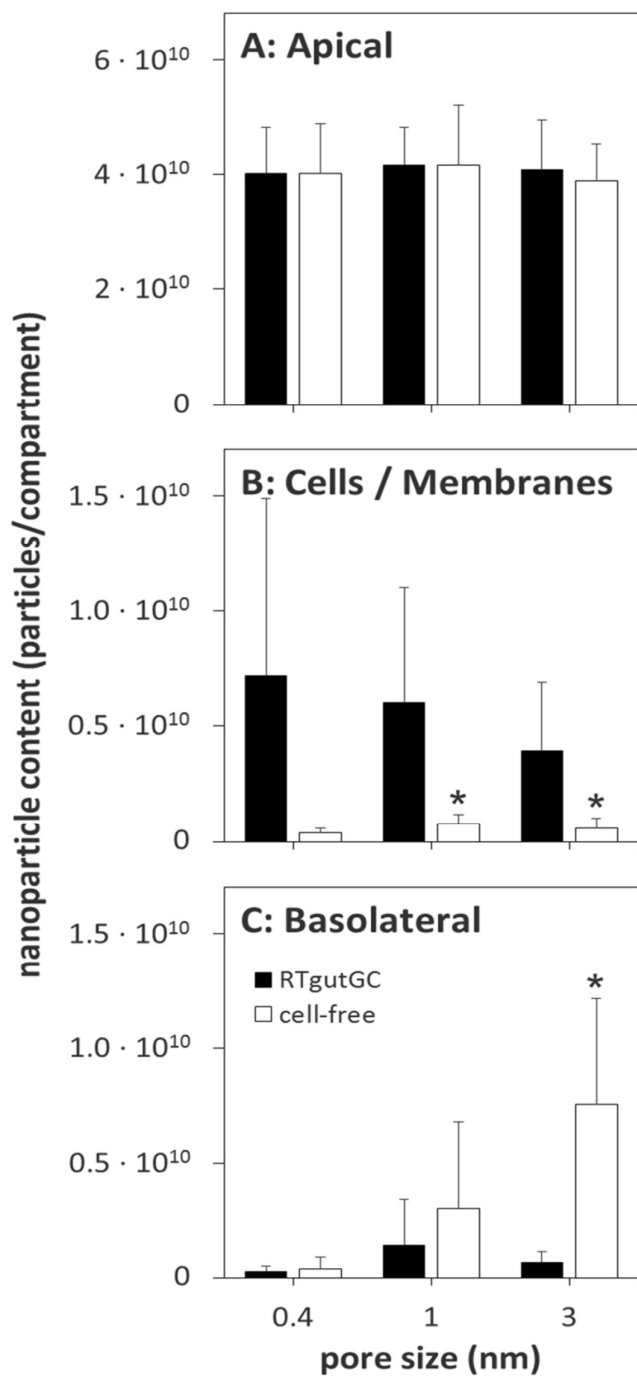 nanoparticle content (particles/compartment)
A: Apical
6 · 10¹⁰
4 · 10¹⁰
2 · 10¹⁰
0
B: Cells / Membranes
1.5 · 10¹⁰
1.0 · 10¹⁰
0.5 · 10¹⁰
0
* *
C: Basolateral
1.5 · 10¹⁰
RTgutGC
cell-free
*
1.0 · 10¹⁰
0.5 · 10¹⁰
0
0.4 1 3
pore size (nm)